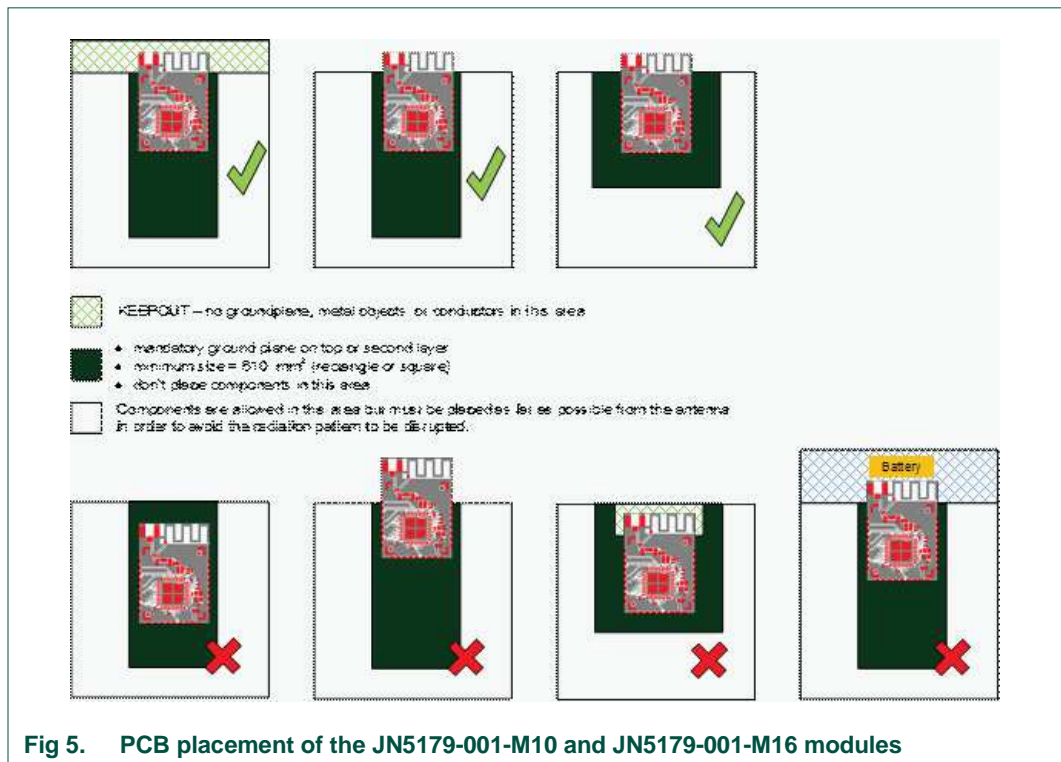 KEEPOUT – no groundplane, metal objects or conductors in this area
• mandatory ground plane on top or second layer
• minimum size = 610 mm² (rectangle or square)
• don't place components in this area
Components are allowed in this area but must be placed as far as possible from the antenna
in order to avoid the radiation pattern to be disrupted.
Battery
Fig 5. PCB placement of the JN5179-001-M10 and JN5179-001-M16 modules